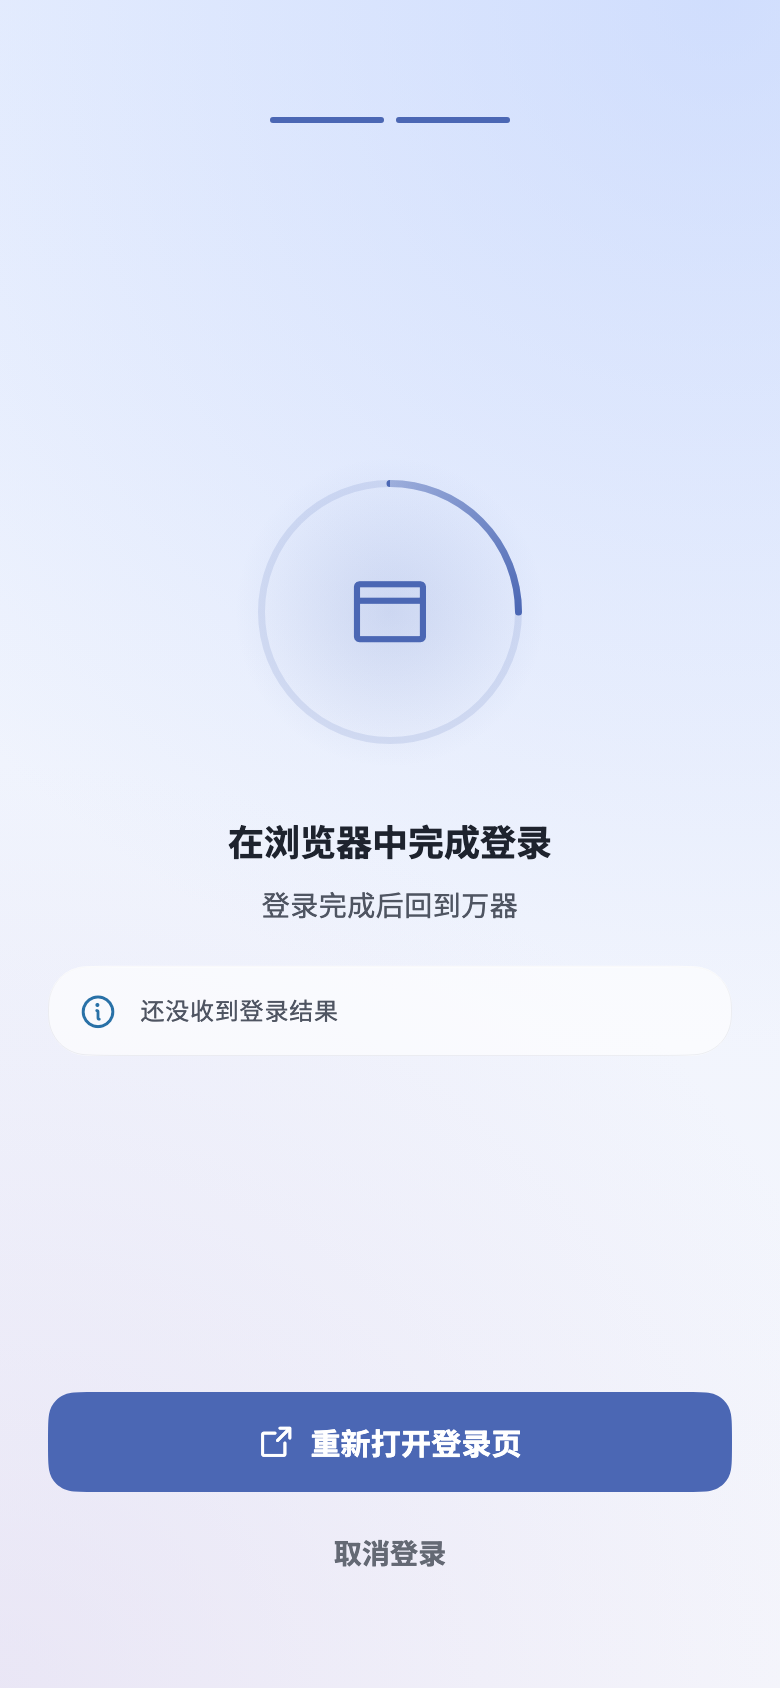 在浏览器中完成登录
登录完成后回到万器
还没收到登录结果
重新打开登录页
取消登录